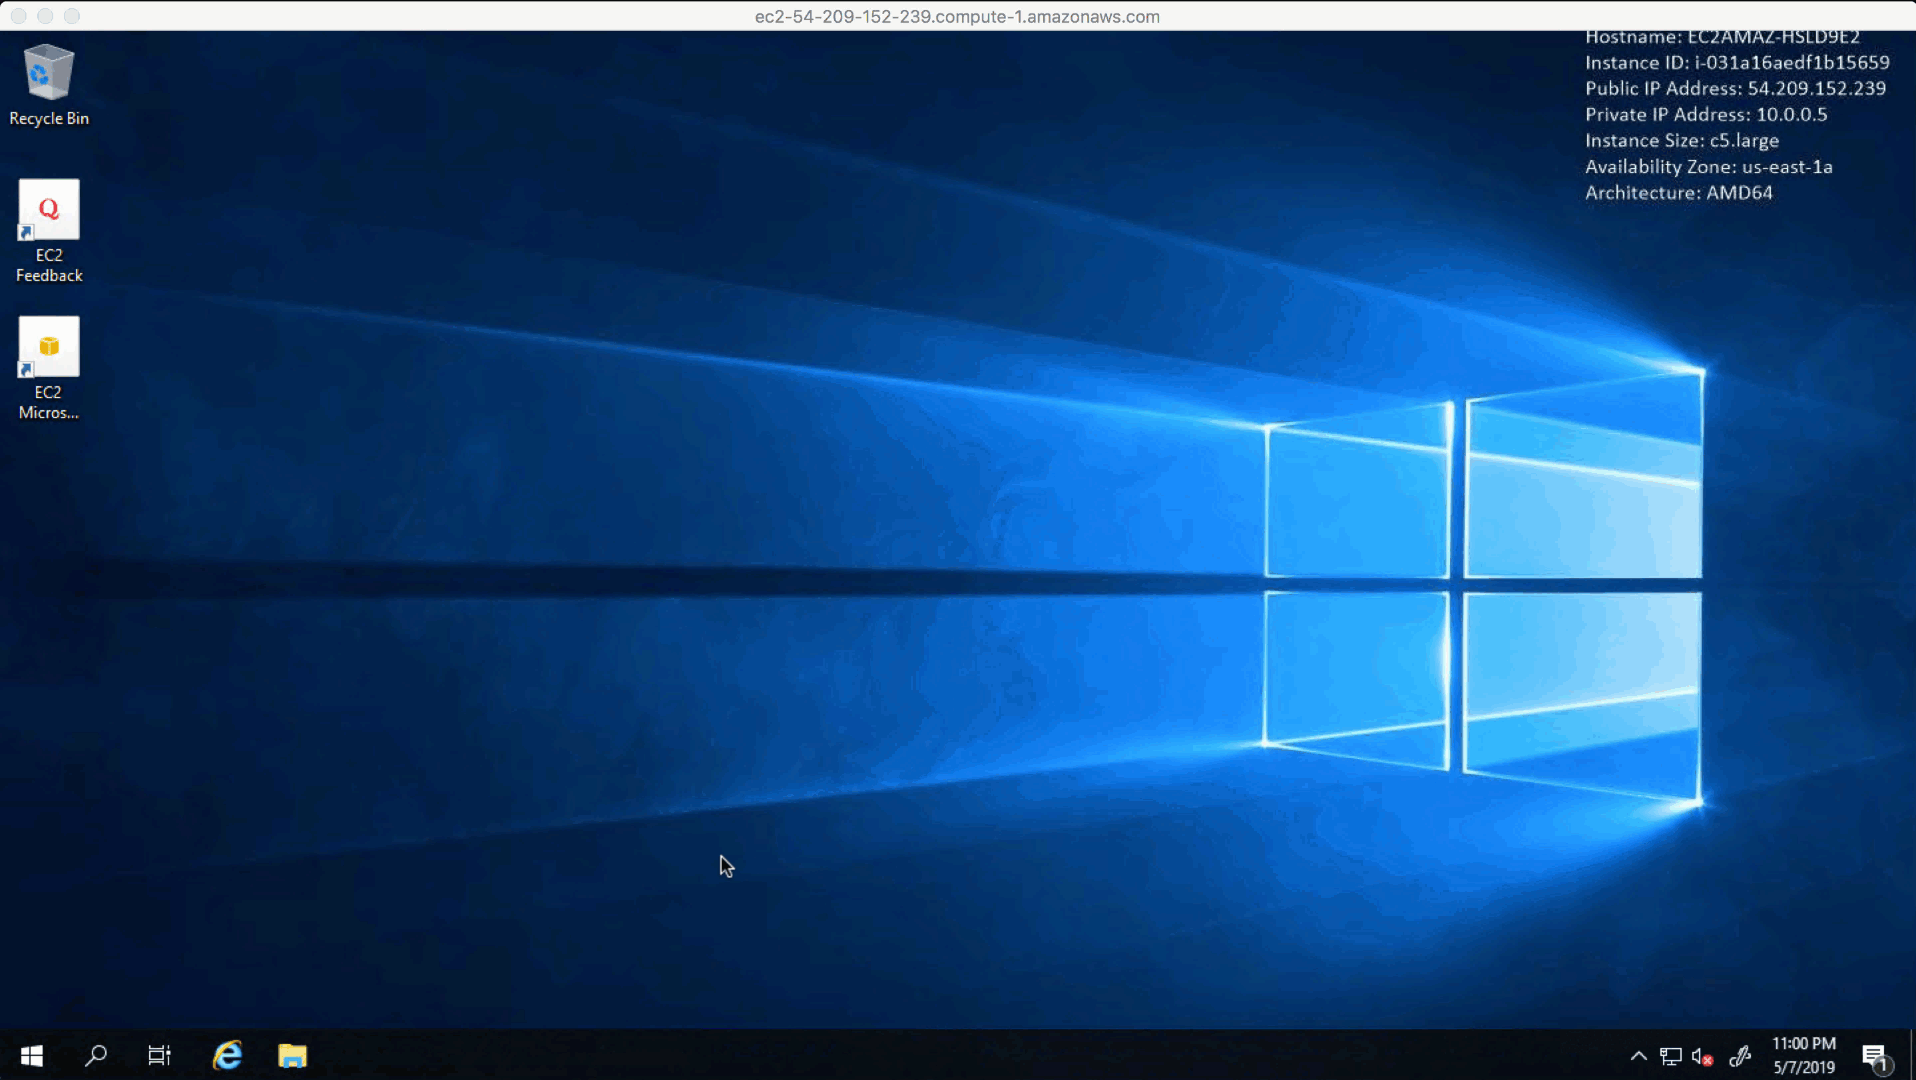 ec2-54-209-152-239.compute-1.amazonaws.com
Hostname: EC2AMAZ-HSLD9E2
Instance ID: i-031a16aedf1b15659
Public IP Address: 54.209.152.239
Private IP Address: 10.0.0.5
Instance Size: c5.large
Availability Zone: us-east-1a
Architecture: AMD64
Recycle Bin
Q
EC2
Feedback
EC2
Micros...
11:00 PM
5/7/2019
1